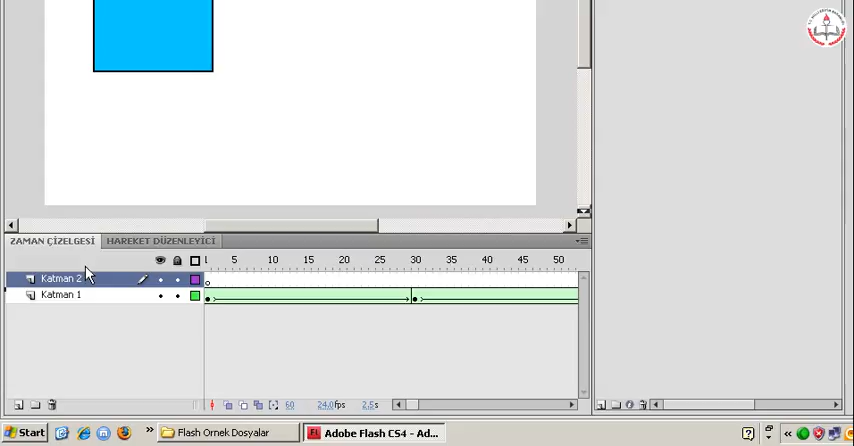 ZAMAN ÇİZELGESİ HAREKET DÜZENLEYİCİ
1 5 10 15 20 25 30 35 40 45 50
Katman 2
Katman 1
60 24.0fps 2.5s
Start Flash Ornek Dosyalar Adobe Flash CS4 - Ad...